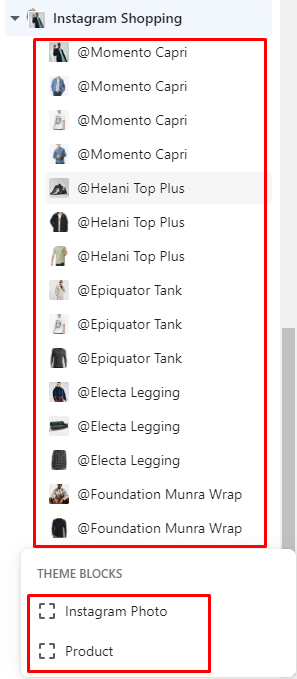 Instagram Shopping
@Momento Capri
@Momento Capri
@Momento Capri
@Momento Capri
@Helani Top Plus
@Helani Top Plus
@Helani Top Plus
@Epiquator Tank
@Epiquator Tank
@Epiquator Tank
@Electa Legging
@Electa Legging
@Electa Legging
@Foundation Munra Wrap
@Foundation Munra Wrap
THEME BLOCKS
Instagram Photo
Product